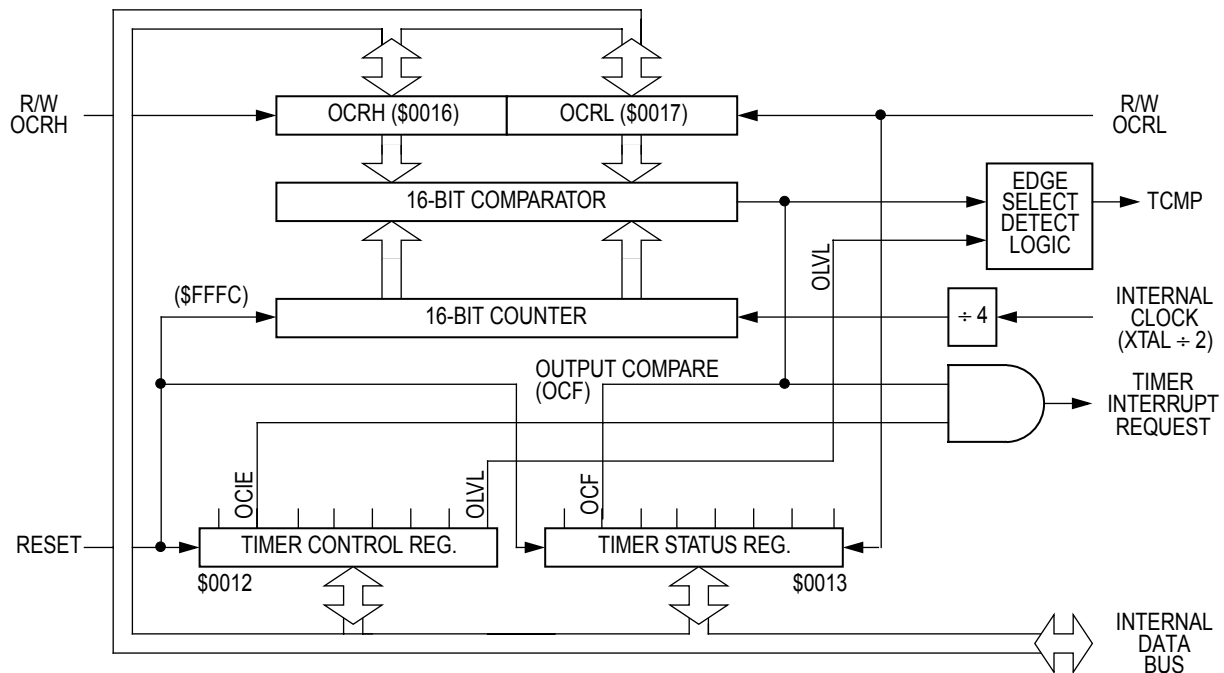 R/W
OCRH
OCRH ($0016)
OCRL ($0017)
R/W
OCRL
16-BIT COMPARATOR
EDGE
SELECT
DETECT
LOGIC
TCMP
OLVL
($FFFC)
16-BIT COUNTER
÷ 4
INTERNAL
CLOCK
(XTAL ÷ 2)
OUTPUT COMPARE
(OCF)
TIMER
INTERRUPT
REQUEST
OCIE
OLVL
OCF
RESET
TIMER CONTROL REG.
TIMER STATUS REG.
$0012
$0013
INTERNAL
DATA
BUS